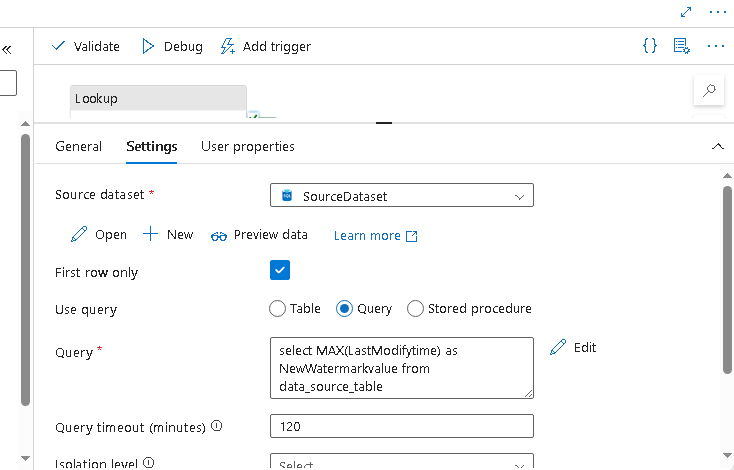 «
Validate Debug Add trigger
Lookup
General Settings User properties
Source dataset * SourceDataset
Open New Preview data Learn more
First row only
Use query Table Query Stored procedure
Query * select MAX(LastModifytime) as
NewWatermarkvalue from
data_source_table
Edit
Query timeout (minutes) 120
Isolation level Select...